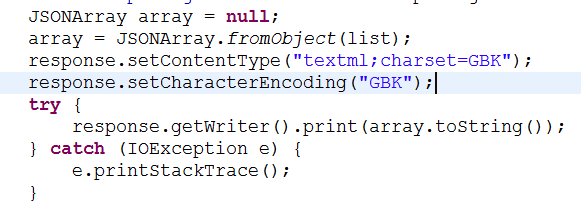 JSONArray array = null;
array = JSONArray.fromObject(list);
response.setContentType("textml;charset=GBK");
response.setCharacterEncoding("GBK");
try {
response.getWriter().print(array.toString());
} catch (IOException e) {
e.printStackTrace();
}